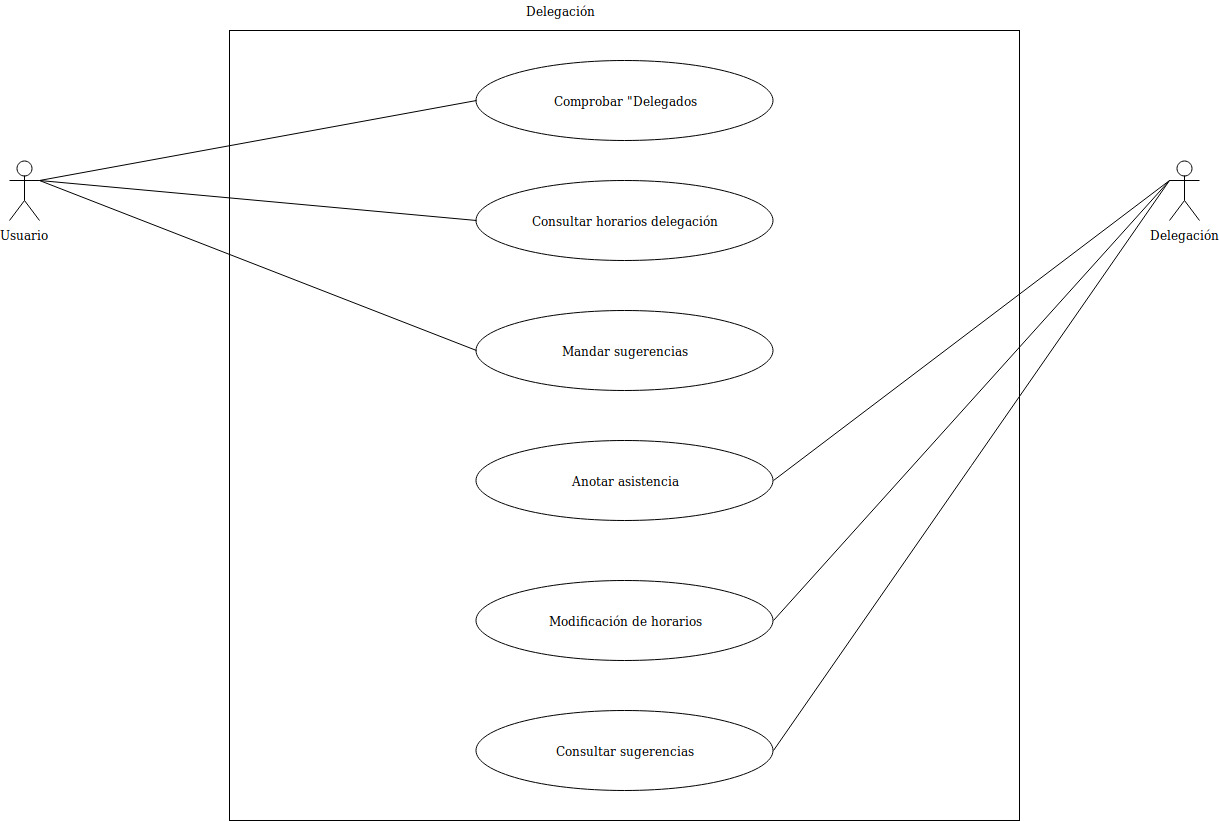 Delegación
Comprobar "Delegados
Usuario
Consultar horarios delegación
Delegación
Mandar sugerencias
Anotar asistencia
Modificación de horarios
Consultar sugerencias